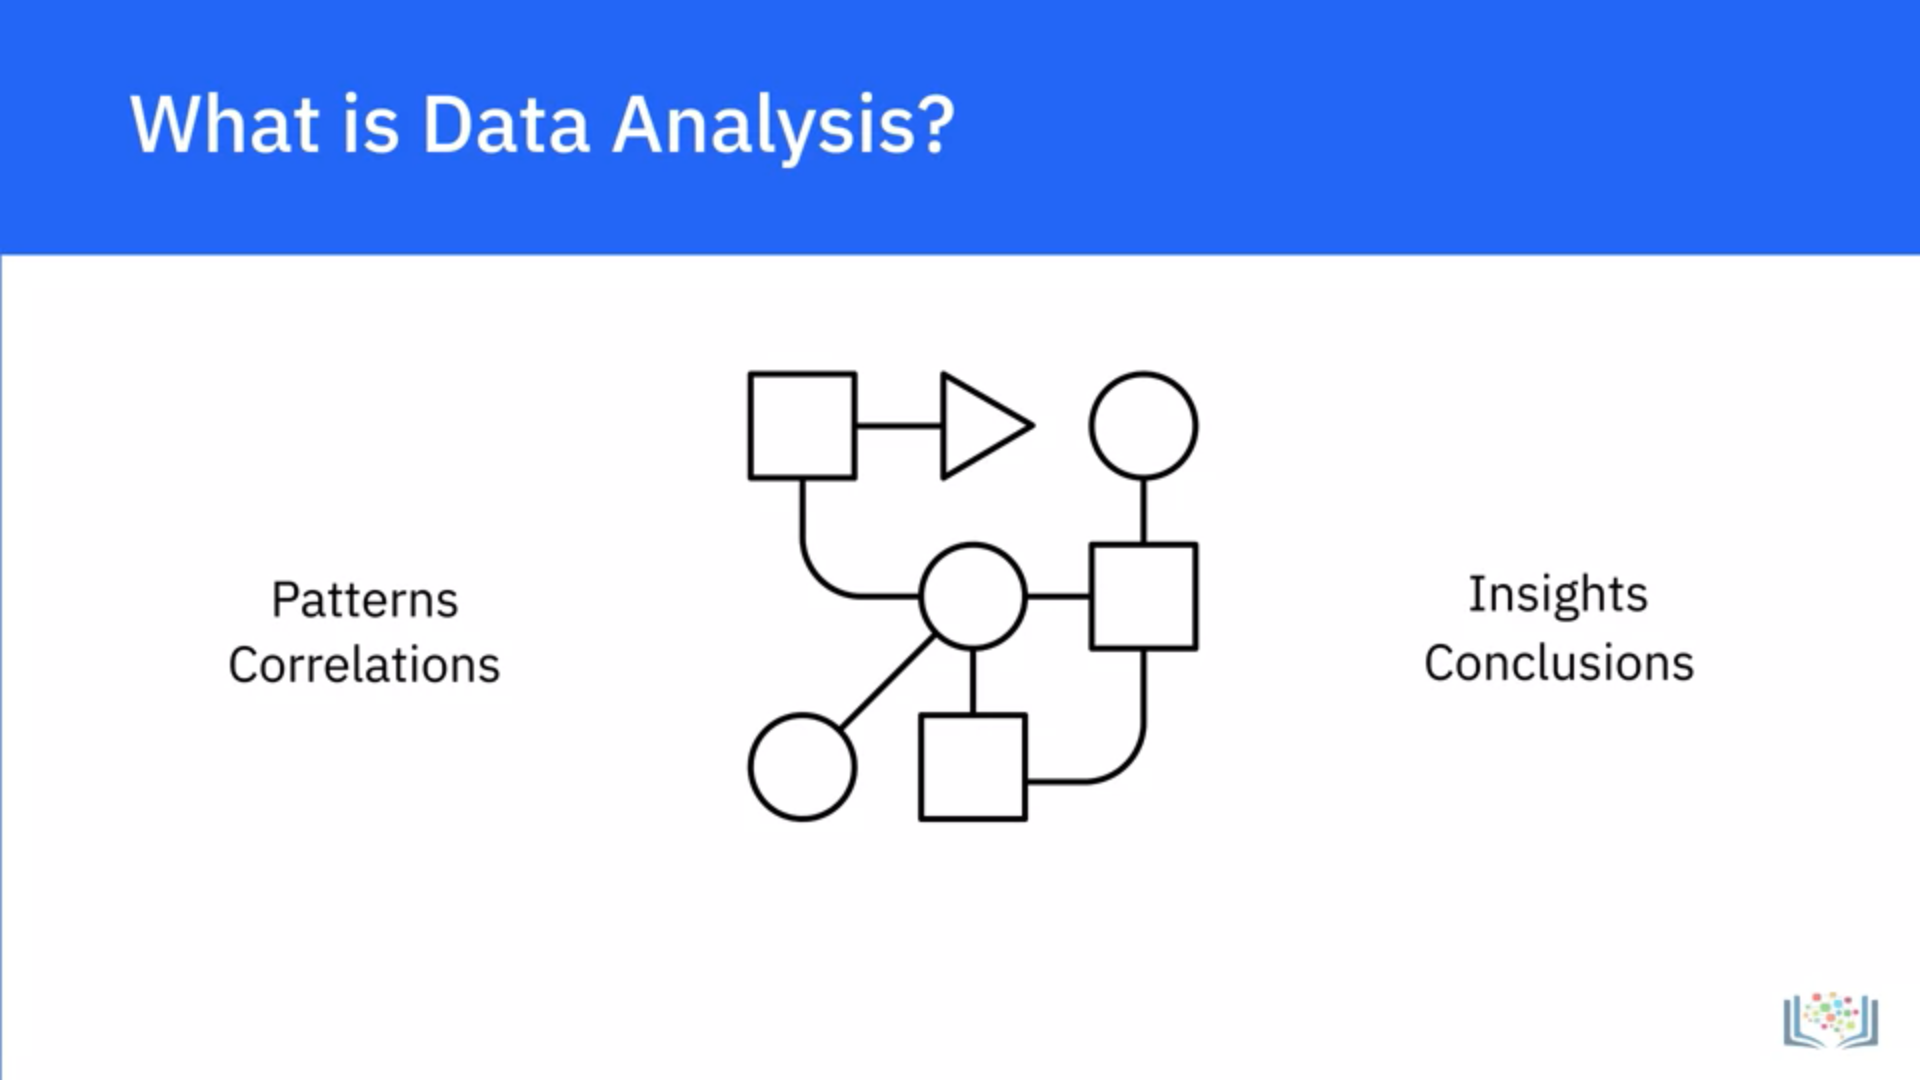 What is Data Analysis?
Patterns
Correlations
Insights
Conclusions